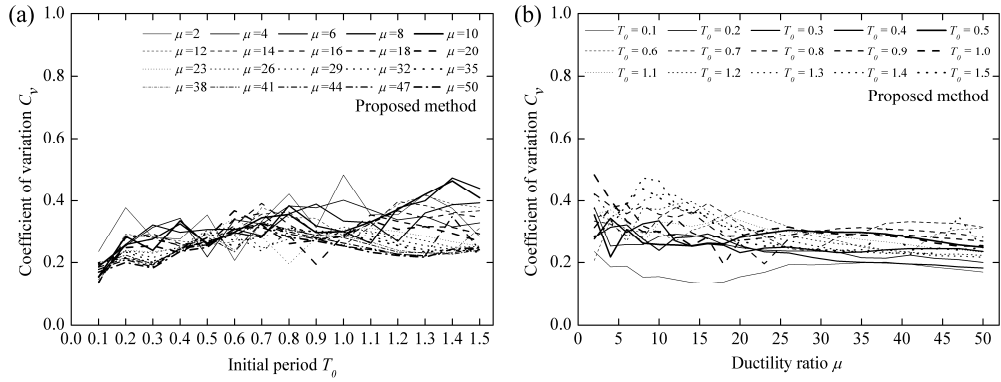 (a)
1.0
0.8
0.6
0.4
0.2
0.0
Coefficient of variation Cv
μ=2 μ=4 μ=6 μ=8 μ=10
μ=12 μ=14 μ=16 μ=18 μ=20
μ=23 μ=26 μ=29 μ=32 μ=35
μ=38 μ=41 μ=44 μ=47 μ=50
Proposed method
0.0 0.1 0.2 0.3 0.4 0.5 0.6 0.7 0.8 0.9 1.0 1.1 1.2 1.3 1.4 1.5
Initial period T0
(b)
1.0
0.8
0.6
0.4
0.2
0.0
Coefficient of variation Cv
T0 = 0.1 T0 = 0.2 T0 = 0.3 T0 = 0.4 T0 = 0.5
T0 = 0.6 T0 = 0.7 T0 = 0.8 T0 = 0.9 T0 = 1.0
T0 = 1.1 T0 = 1.2 T0 = 1.3 T0 = 1.4 T0 = 1.5
Proposed method
0 5 10 15 20 25 30 35 40 45 50
Ductility ratio μ